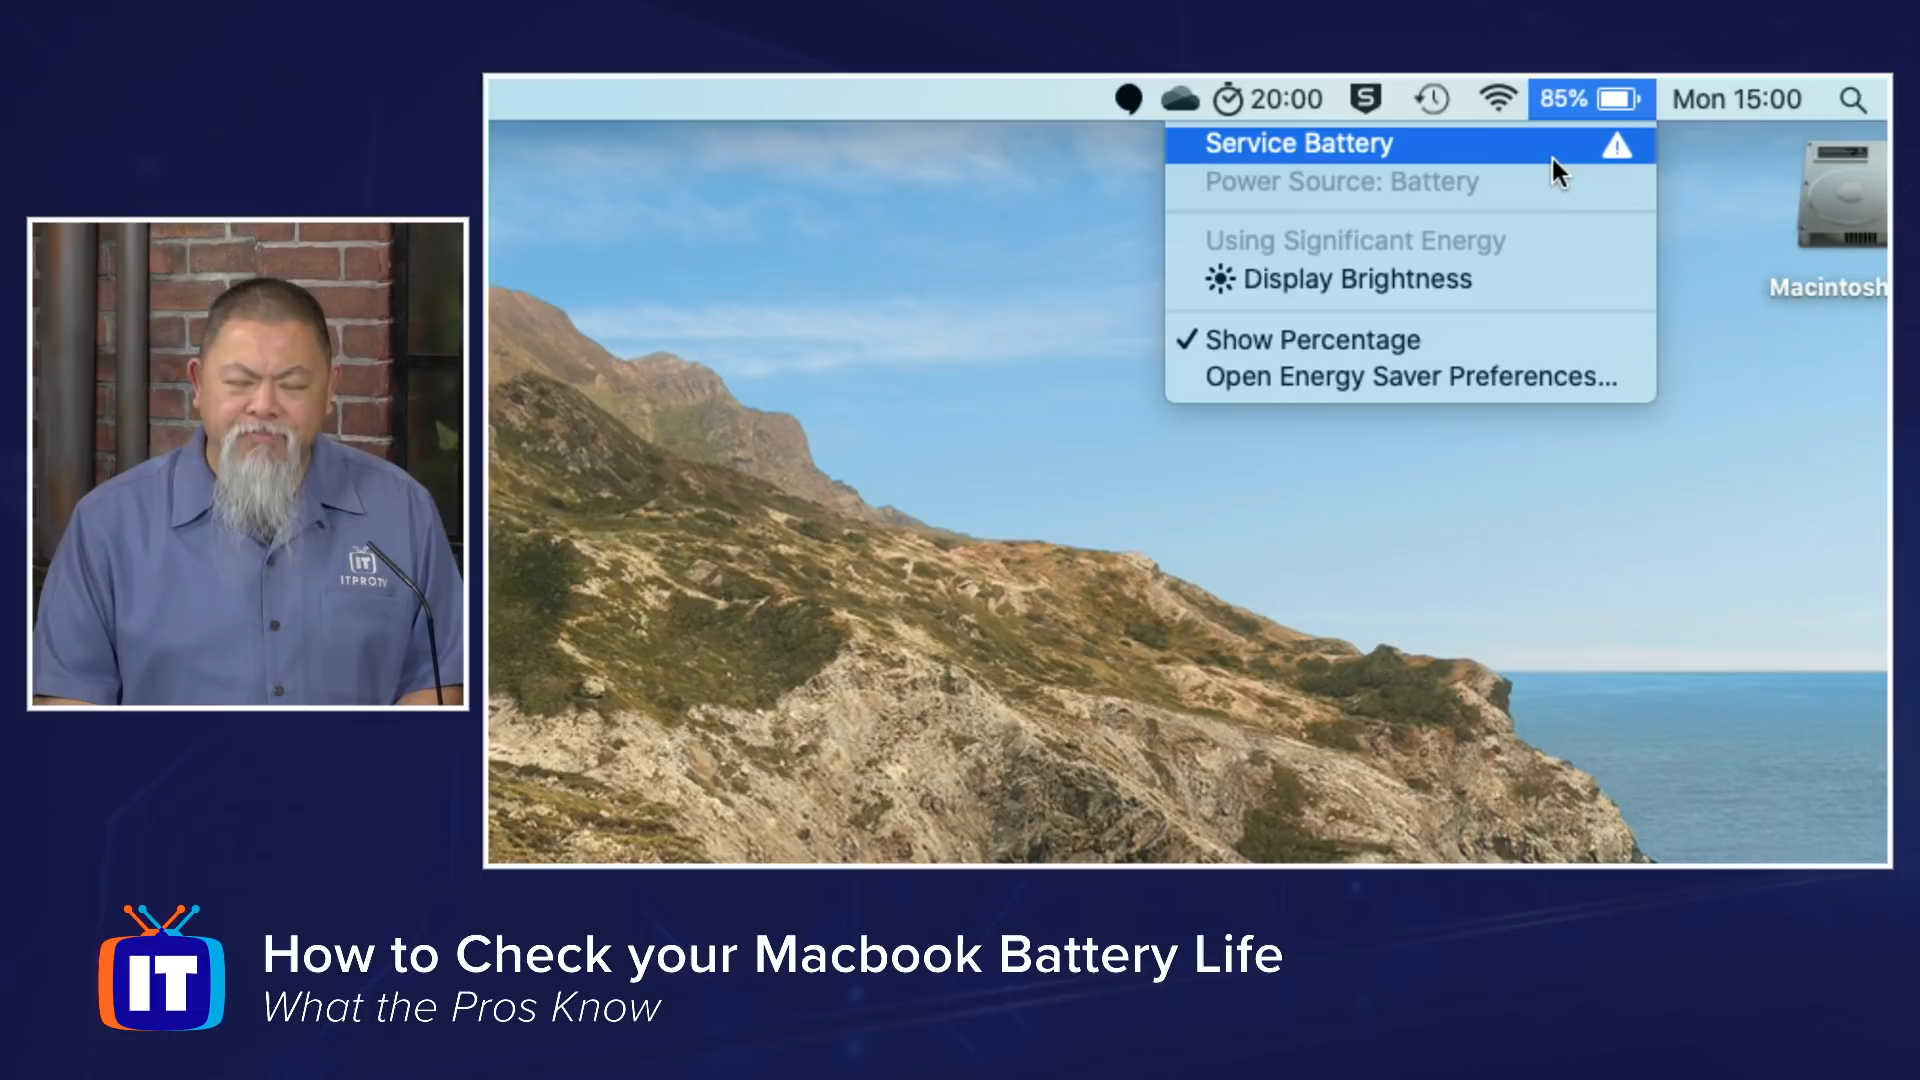 20:00
S
85%
Mon 15:00
Service Battery
Power Source: Battery
Using Significant Energy
Display Brightness
Show Percentage
Open Energy Saver Preferences...
Macintosh
IT
ITPROTV
IT
How to Check your Macbook Battery Life
What the Pros Know